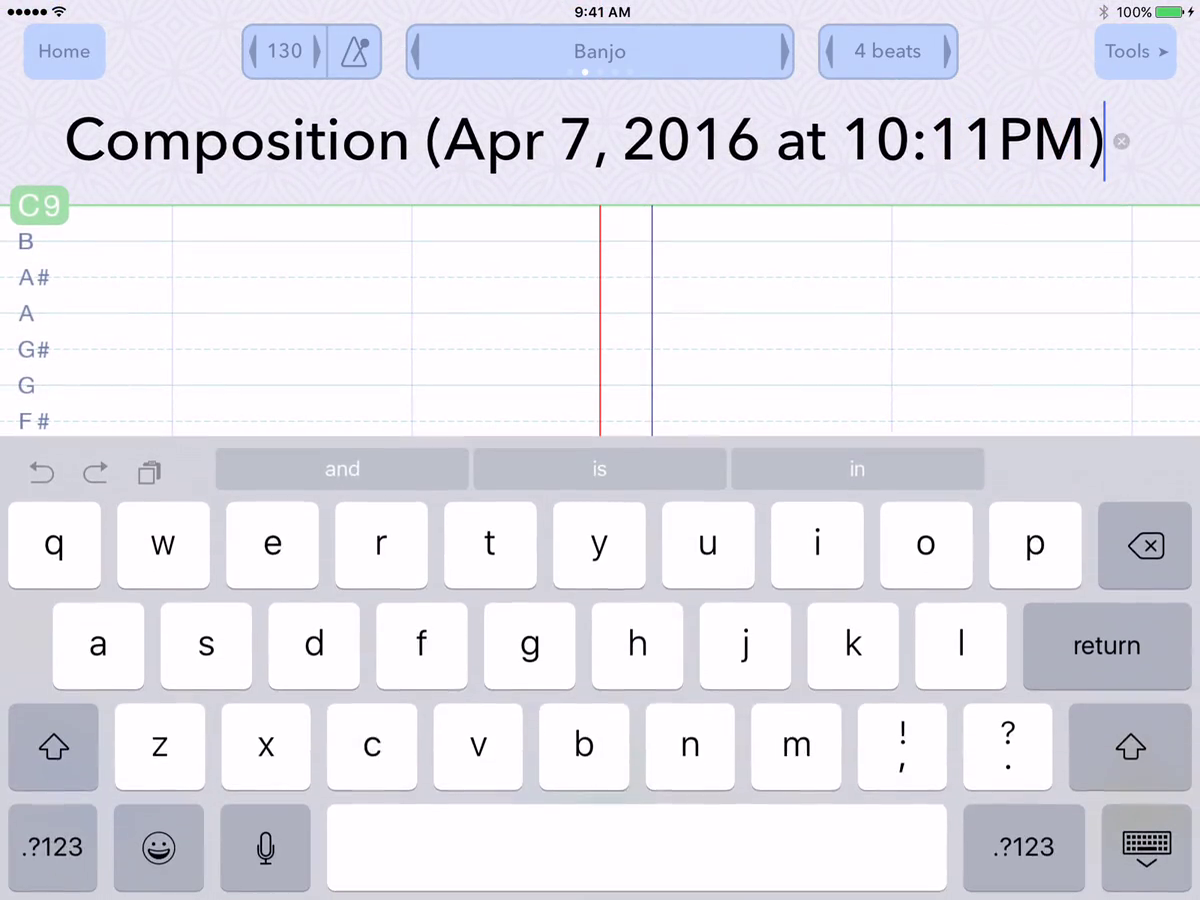 9:41 AM
100%
Home
130
Banjo
4 beats
Tools ➤
Composition (Apr 7, 2016 at 10:11PM)
C9
B
A#
A
G#
G
F#
and is in
q w e r t y u i o p
a s d f g h j k l return
z x c v b n m ! , ? .
.?123 .?123